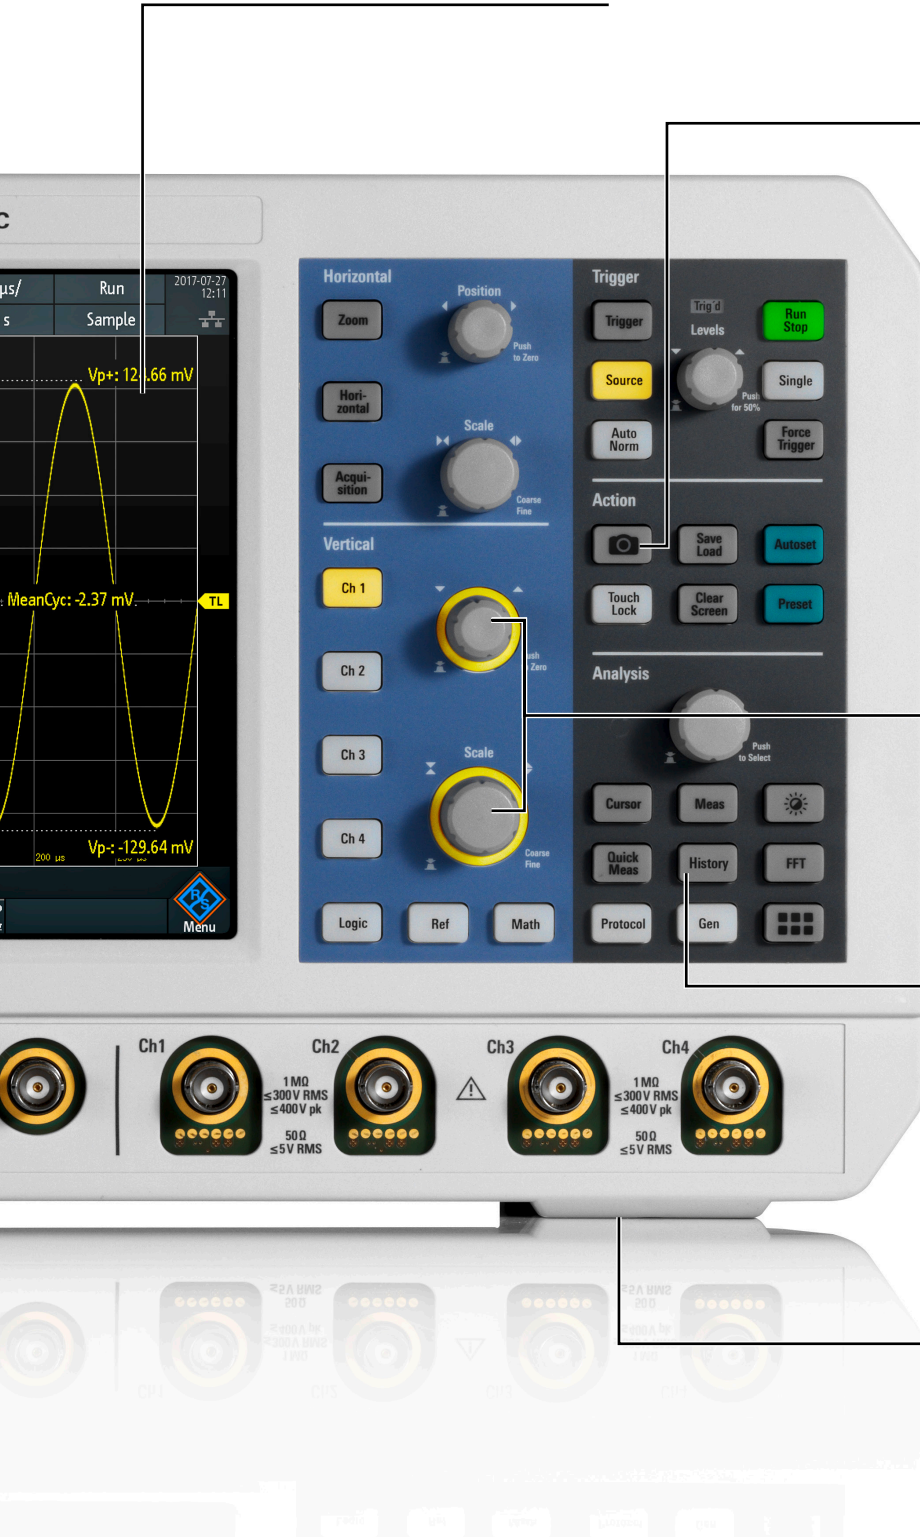 C
µs/
Run
2017-07-27
12:11
s
Sample
Vp+: 12
.66 mV
MeanCyc: -2.37 mV
TL
Vp-: -129.64 mV
200 µs
R&S
Menu
Horizontal
Zoom
Position
Push
to Zero
Hori-
zontal
Scale
Acqui-
sition
Coarse
Fine
Vertical
Ch 1
Ch 2
to Zero
Ch 3
Scale
Ch 4
Coarse
Fine
Logic
Ref
Math
Trigger
Trigger
Trig'd
Levels
Run
Stop
Source
Push
for 50%
Single
Auto
Norm
Force
Trigger
Action
Save
Load
Autoset
Touch
Lock
Clear
Screen
Preset
Analysis
Push
to Select
Cursor
Meas
Quick
Meas
History
FFT
Protocol
Gen
Ch1
1 MΩ
≤300 V RMS
≤400 V pk
50 Ω
≤5 V RMS
Ch2
Ch3
1 MΩ
≤300 V RMS
≤400 V pk
50 Ω
≤5 V RMS
Ch4